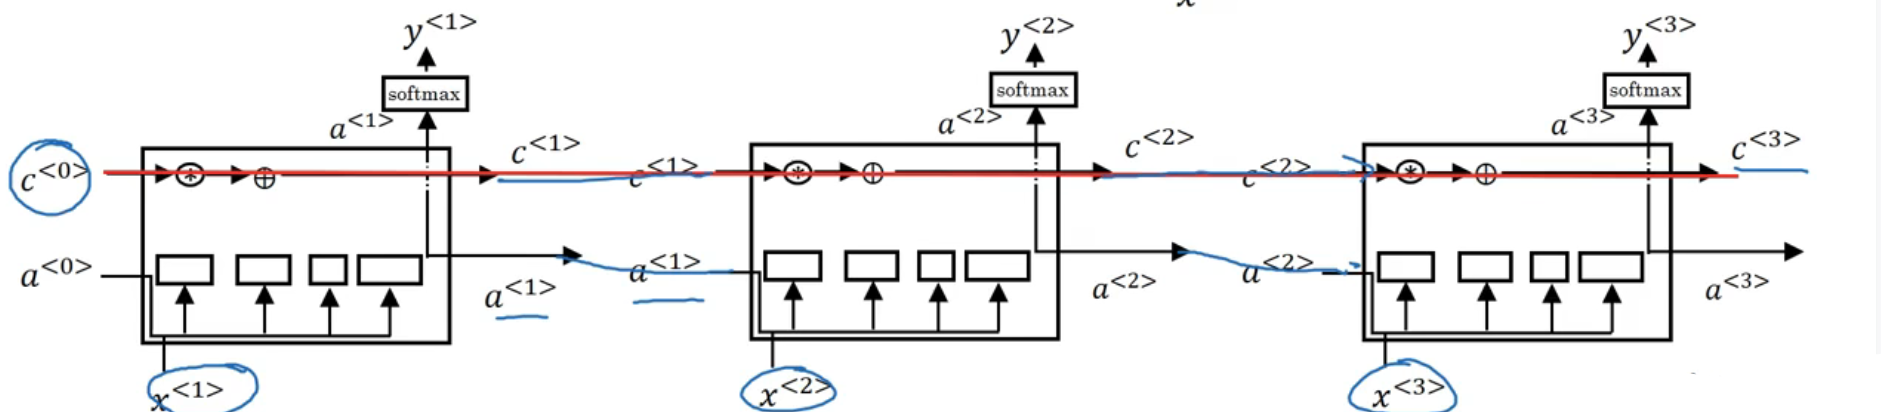 y<1> y<2> y<3>
softmax softmax softmax
a<1> a<2> a<3>
c<0> c<1> c<1> c<2> c<2> c<3>
a<0> a<1> a<1> a<2> a<2> a<3>
x<1> x<2> x<3>